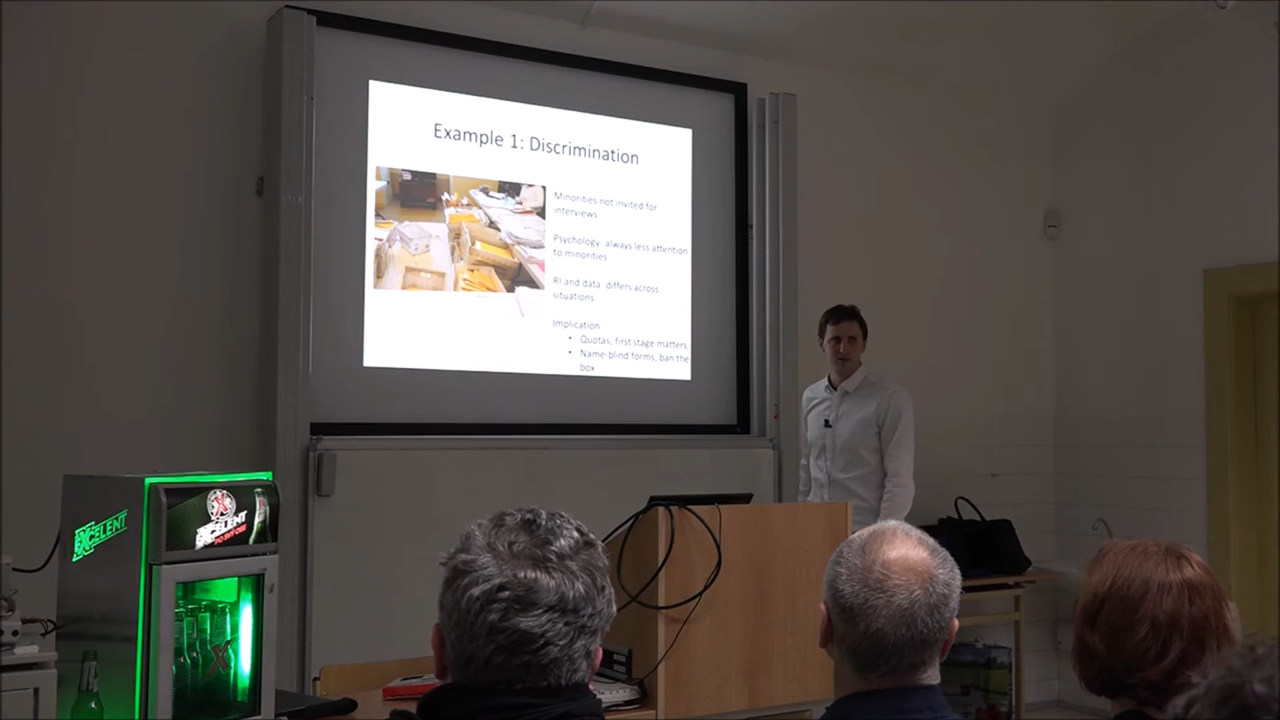 Example 1: Discrimination
Minorities not invited for
interviews
Psychology: always less attention
to minorities
RI and data: differs across
situations
Implication
• Quotas, first stage matters,
• Name-blind forms, ban the
box
EXCELENT
EXCELENT
X